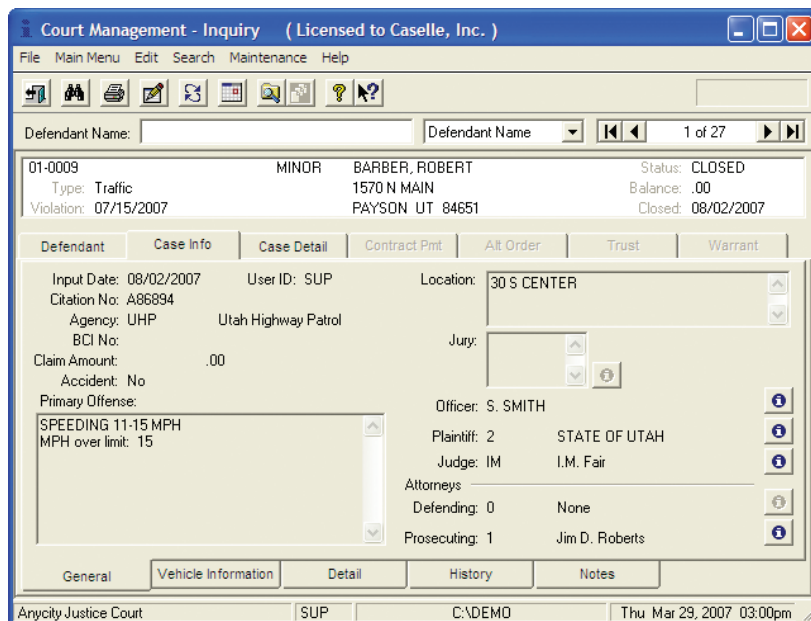 Court Management - Inquiry ( Licensed to Caselle, Inc. )
File Main Menu Edit Search Maintenance Help
Defendant Name: Defendant Name 1 of 27
01-0009 MINOR BARBER, ROBERT Status: CLOSED
Type: Traffic 1570 N MAIN Balance: .00
Violation: 07/15/2007 PAYSON UT 84651 Closed: 08/02/2007
Defendant Case Info Case Detail Contract Pmt Alt Order Trust Warrant
Input Date: 08/02/2007 User ID: SUP Location: 30 S CENTER
Citation No: A86894
Agency: UHP Utah Highway Patrol
BCI No: Jury:
Claim Amount: .00
Accident: No
Primary Offense: Officer: S. SMITH
SPEEDING 11-15 MPH
MPH over limit: 15
Plaintiff: 2 STATE OF UTAH
Judge: IM I.M. Fair
Attorneys
Defending: 0 None
Prosecuting: 1 Jim D. Roberts
General Vehicle Information Detail History Notes
Anycity Justice Court SUP C:\DEMO Thu Mar 29, 2007 03:00pm